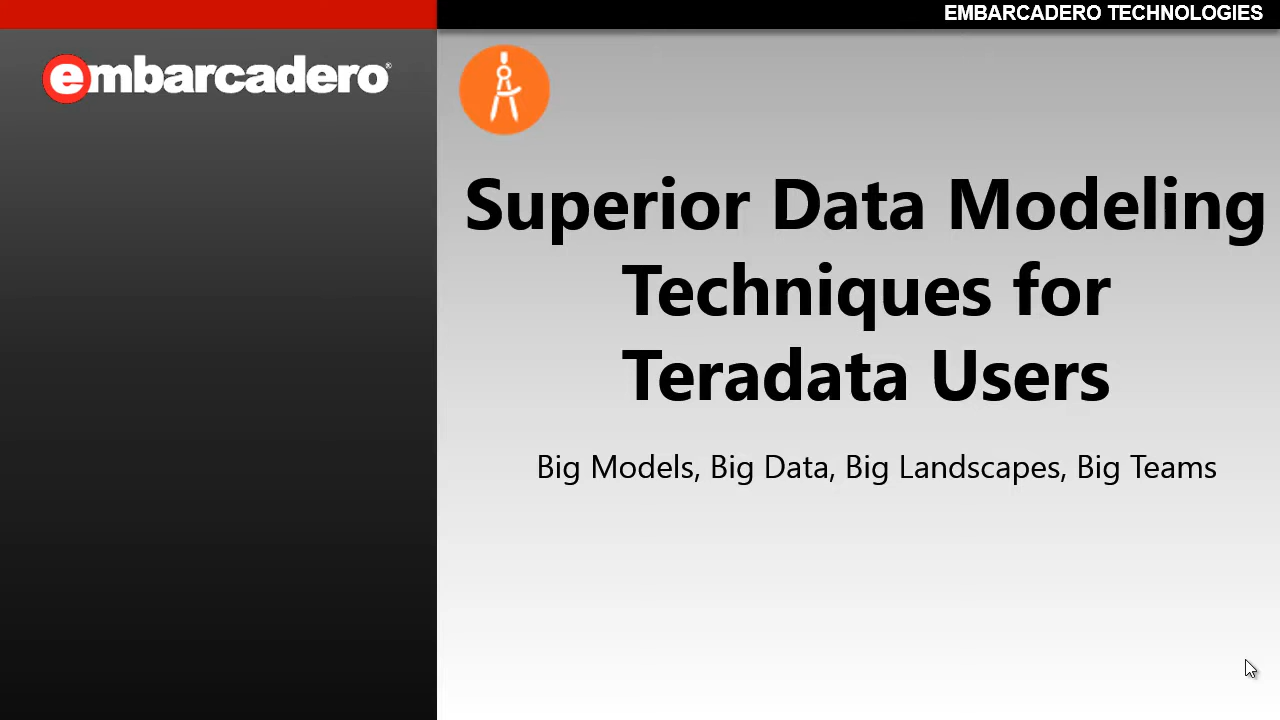 EMBARCADERO TECHNOLOGIES
embarcadero®
Superior Data Modeling
Techniques for
Teradata Users
Big Models, Big Data, Big Landscapes, Big Teams